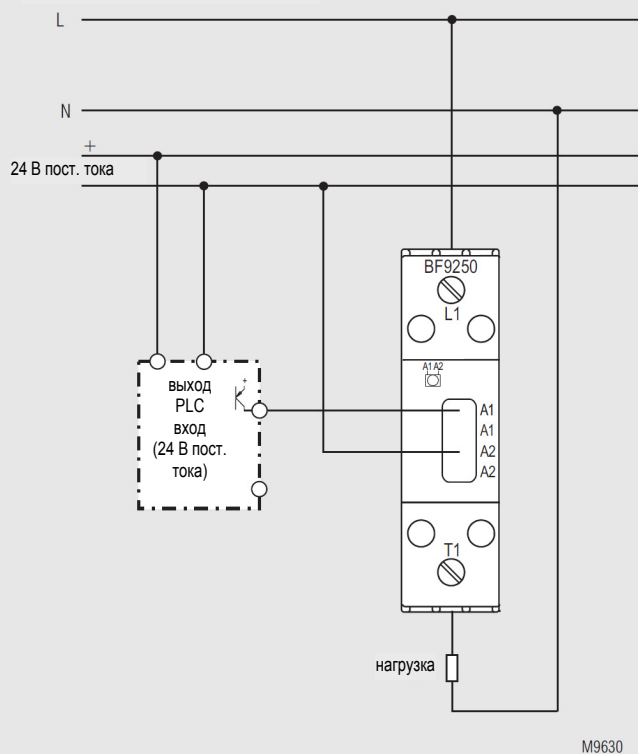 L
N
+
24 В пост. тока
BF9250
L1
A1 A2
выход
PLC
вход
(24 В пост.
тока)
+
A1
A1
A2
A2
T1
нагрузка
M9630